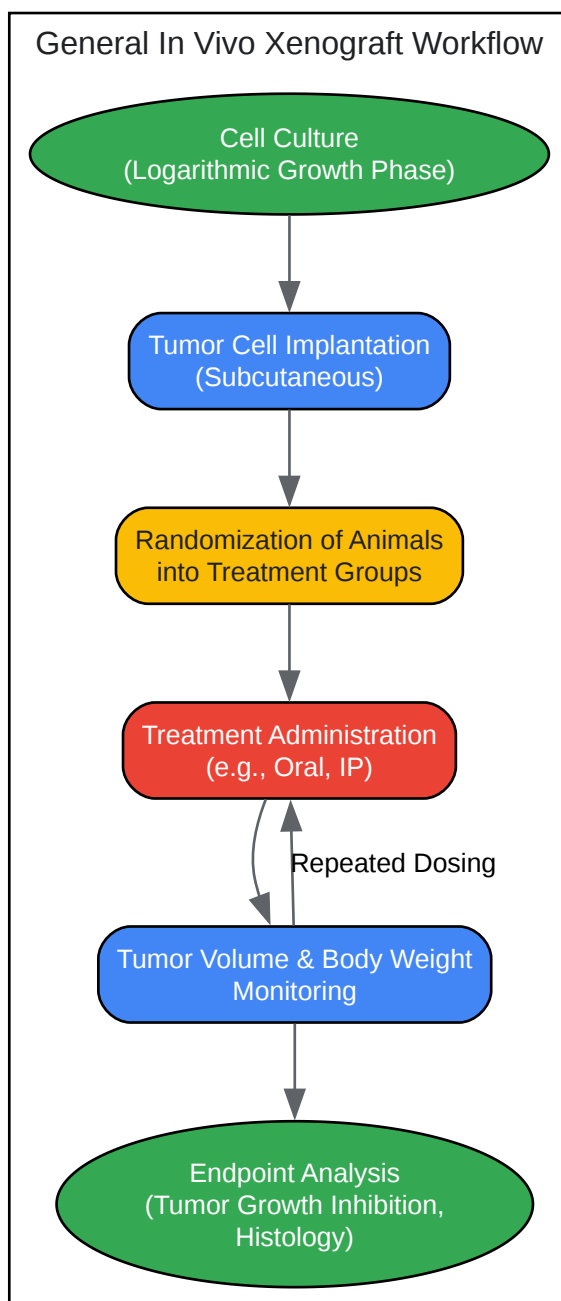 General In Vivo Xenograft Workflow
Cell Culture
(Logarithmic Growth Phase)
Tumor Cell Implantation
(Subcutaneous)
Randomization of Animals
into Treatment Groups
Treatment Administration
(e.g., Oral, IP)
Repeated Dosing
Tumor Volume & Body Weight
Monitoring
Endpoint Analysis
(Tumor Growth Inhibition,
Histology)